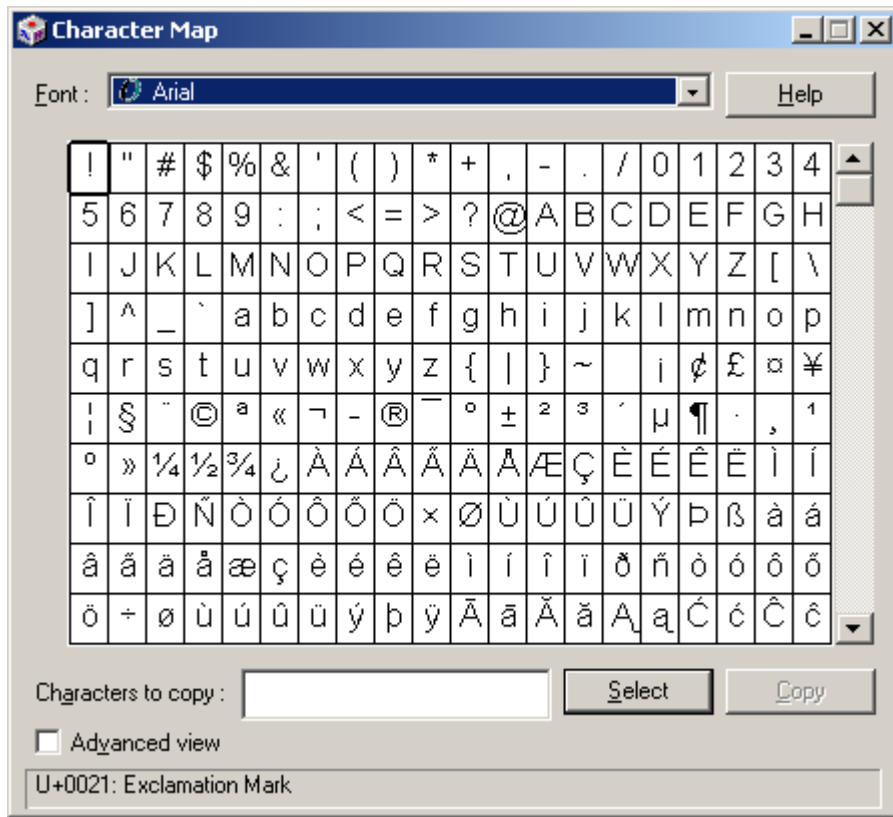 Character Map
Font : Arial Help
! " # $ % & ' ( ) * + , - . / 0 1 2 3 4
5 6 7 8 9 : ; < = > ? @ A B C D E F G H
I J K L M N O P Q R S T U V W X Y Z [ \
] ^ _ ` a b c d e f g h i j k l m n o p
q r s t u v w x y z { | } ~   ¡ ¢ £ ¤ ¥
¦ § ¨ © ª « ¬ - ® ¯ ° ± ² ³ ´ µ ¶ · ¸ ¹
º » ¼ ½ ¾ ¿ À Á Â Ã Ä Å Æ Ç È É Ê Ë Ì Í
Î Ï Ð Ñ Ò Ó Ô Õ Ö × Ø Ù Ú Û Ü Ý Þ ß à á
â ã ä å æ ç è é ê ë ì í î ï ð ñ ò ó ô õ
ö ÷ ø ù ú û ü ý þ ÿ Ā ā Ă ă Ą ą Ć ć Ĉ ĉ
Characters to copy : Select Copy
Advanced view
U+0021: Exclamation Mark